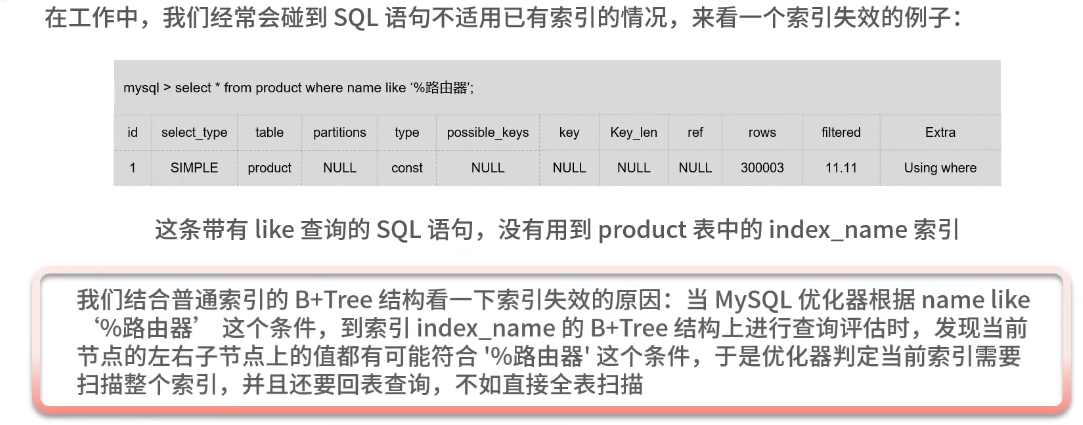 在工作中，我们经常会碰到 SQL 语句不适用已有索引的情况，来看一个索引失效的例子：
mysql > select * from product where name like ‘%路由器’;
id select_type table partitions type possible_keys key Key_len ref rows filtered Extra
1 SIMPLE product NULL const NULL NULL NULL NULL 300003 11.11 Using where
这条带有 like 查询的 SQL 语句，没有用到 product 表中的 index_name 索引
我们结合普通索引的 B+Tree 结构看一下索引失效的原因：当 MySQL 优化器根据 name like
‘%路由器’ 这个条件，到索引 index_name 的 B+Tree 结构上进行查询评估时，发现当前
节点的左右子节点上的值都有可能符合 '%路由器' 这个条件，于是优化器判定当前索引需要
扫描整个索引，并且还要回表查询，不如直接全表扫描